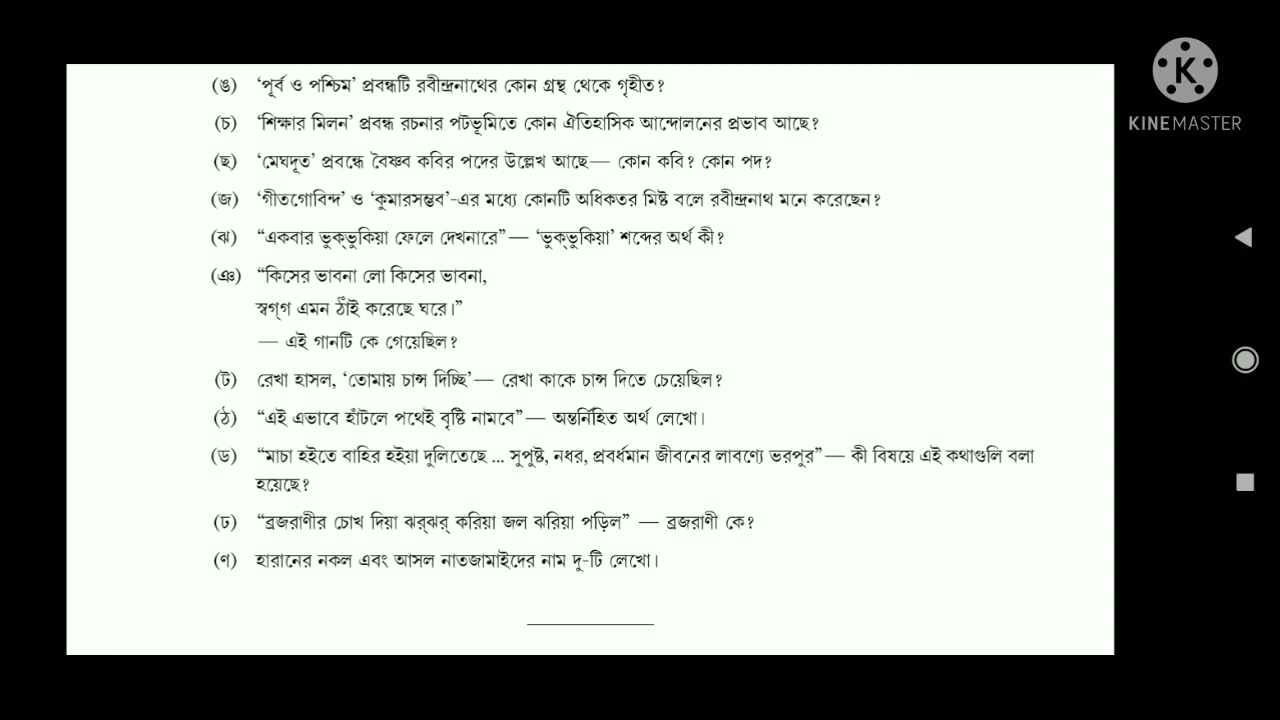 (ঙ) ‘পূর্ব ও পশ্চিম’ প্রবন্ধটি রবীন্দ্রনাথের কোন গ্রন্থ থেকে গৃহীত?
(চ) ‘শিক্ষার মিলন’ প্রবন্ধ রচনার পটভূমিতে কোন ঐতিহাসিক আন্দোলনের প্রভাব আছে?
(ছ) ‘মেঘদূত’ প্রবন্ধে বৈষ্ণব কবির পদের উল্লেখ আছে— কোন কবি? কোন পদ?
(জ) ‘গীতগোবিন্দ’ ও ‘কুমারসম্ভব’-এর মধ্যে কোনটি অধিকতর মিষ্ট বলে রবীন্দ্রনাথ মনে করেছেন?
(ঝ) “একবার ভুক্‌ভুকিয়া ফেলে দেখনারে”— ‘ভুক্‌ভুকিয়া’ শব্দের অর্থ কী?
(ঞ) “কিসের ভাবনা লো কিসের ভাবনা,
স্বগ্‌গ এমন ঠাঁই করেছে ঘরে।”
— এই গানটি কে গেয়েছিল?
(ট) রেখা হাসল, ‘তোমায় চান্স দিচ্ছি’— রেখা কাকে চান্স দিতে চেয়েছিল?
(ঠ) “এই এভাবে হাঁটলে পথেই বৃষ্টি নামবে”— অন্তর্নিহিত অর্থ লেখো।
(ড) “মাচা হইতে বাহির হইয়া দুলিতেছে ... সুপুষ্ট, নধর, প্রবর্ধমান জীবনের লাবণ্যে ভরপুর”— কী বিষয়ে এই কথাগুলি বলা
হয়েছে?
(ঢ) “ব্রজরাণীর চোখ দিয়া ঝর্‌ঝর্‌ করিয়া জল ঝরিয়া পড়িল” — ব্রজরাণী কে?
(ণ) হারানের নকল এবং আসল নাতজামাইদের নাম দু-টি লেখো।
K
KINEMASTER